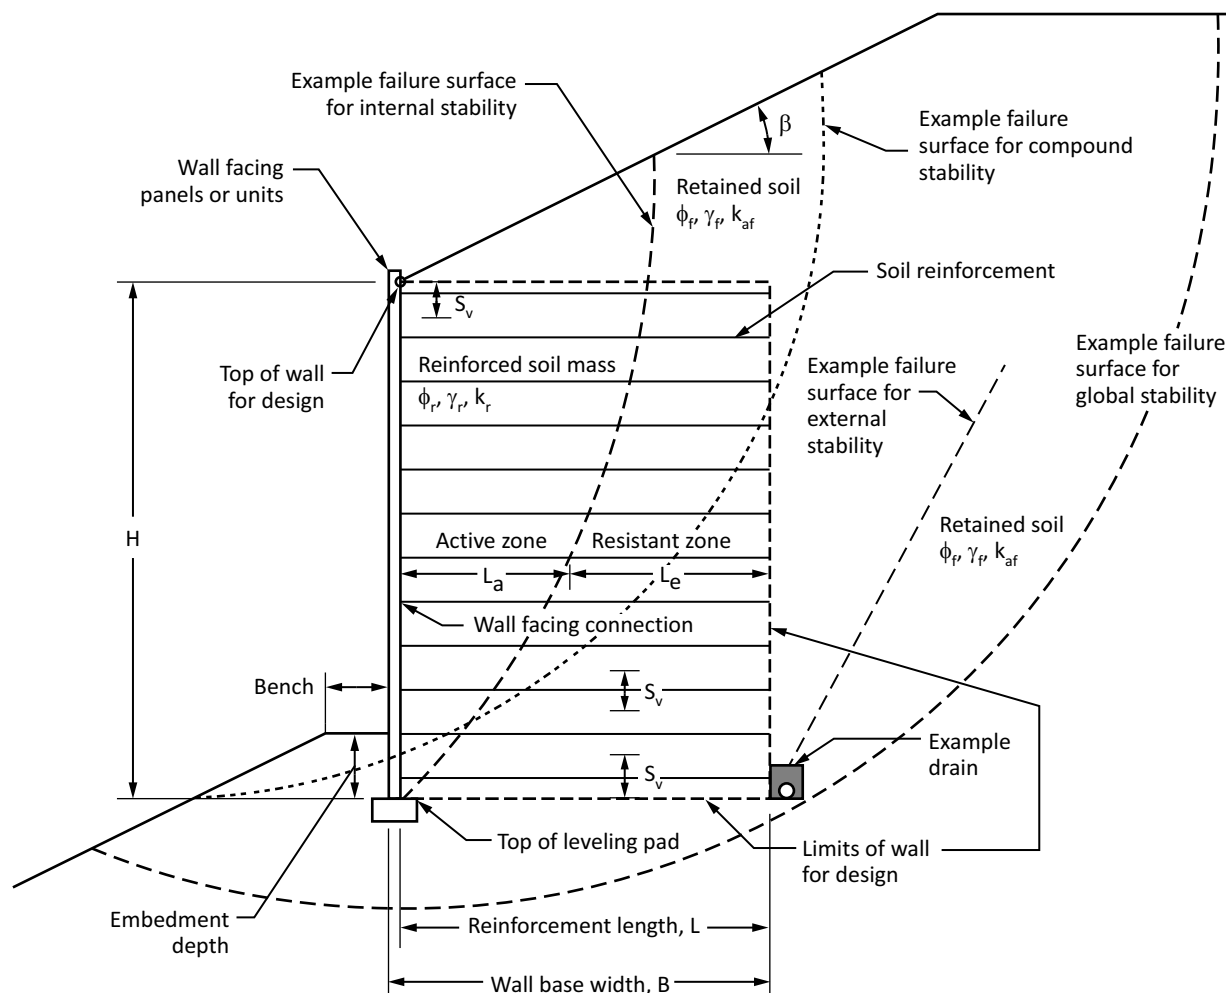 Example failure surface
for internal stability
β
Example failure
surface for compound
stability
Wall facing
panels or units
Retained soil
ϕf, γf, kaf
Soil reinforcement
Sv
Top of wall
for design
Reinforced soil mass
ϕr, γr, kr
Example failure
surface for
external
stability
Example failure
surface for
global stability
H
Active zone
Resistant zone
La
Le
Retained soil
ϕf, γf, kaf
Wall facing connection
Bench
Sv
Example
drain
Sv
Top of leveling pad
Limits of wall
for design
Embedment
depth
Reinforcement length, L
Wall base width, B